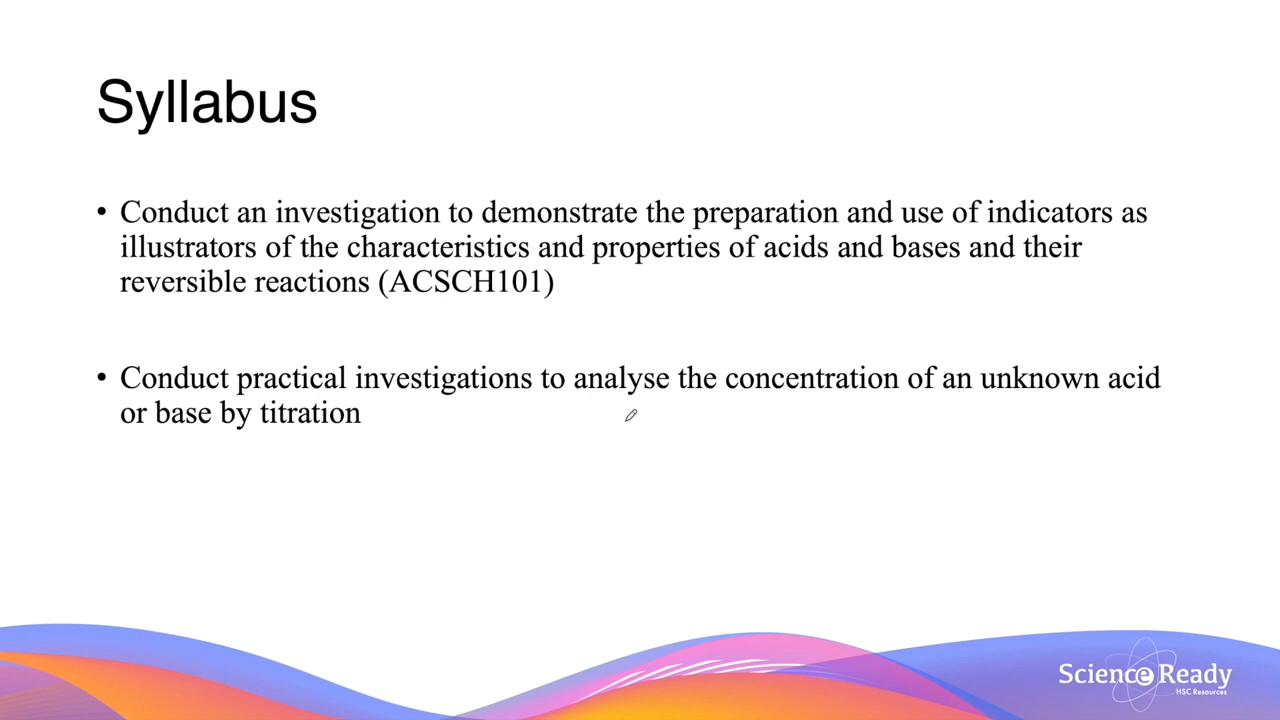 Syllabus
• Conduct an investigation to demonstrate the preparation and use of indicators as
illustrators of the characteristics and properties of acids and bases and their
reversible reactions (ACSCH101)
• Conduct practical investigations to analyse the concentration of an unknown acid
or base by titration
Science Ready
HSC Resources